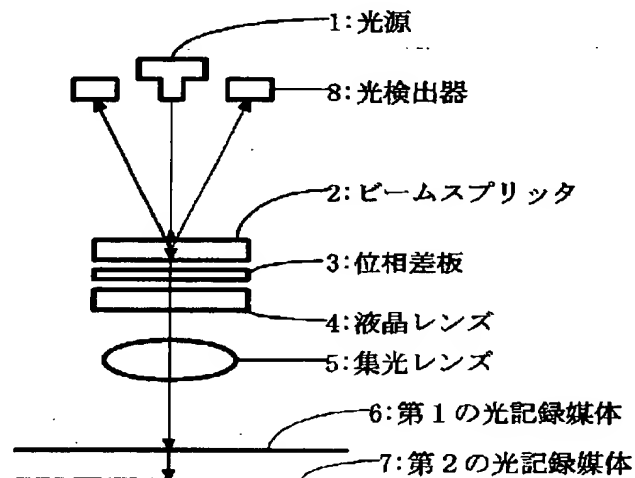 1:光源
8:光検出器
2:ビームスプリッタ
3:位相差板
4:液晶レンズ
5:集光レンズ
6:第1の光記録媒体
7:第2の光記録媒体